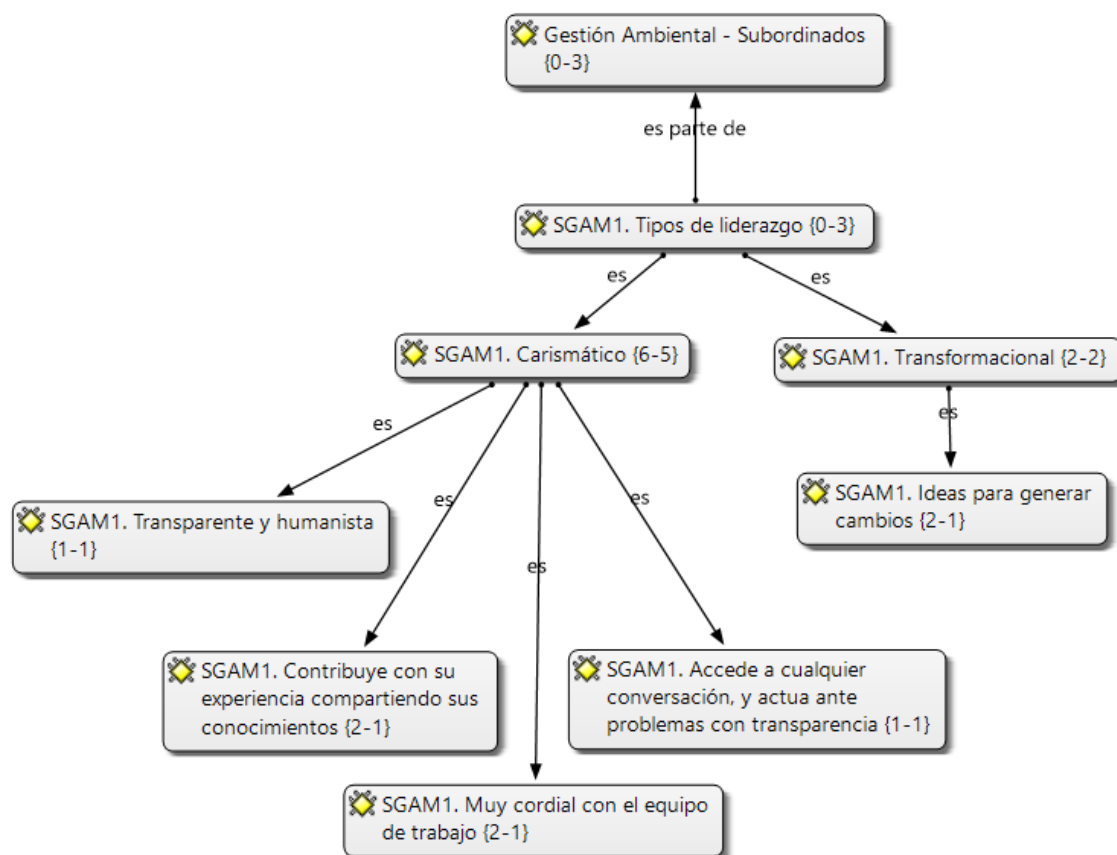 Gestión Ambiental - Subordinados
{0-3}
es parte de
SGAM1. Tipos de liderazgo {0-3}
es
es
SGAM1. Carismático {6-5}
SGAM1. Transformacional {2-2}
es
es
es
es
es
SGAM1. Transparente y humanista
{1-1}
SGAM1. Ideas para generar
cambios {2-1}
SGAM1. Contribuye con su
experiencia compartiendo sus
conocimientos {2-1}
SGAM1. Accede a cualquier
conversación, y actua ante
problemas con transparencia {1-1}
SGAM1. Muy cordial con el equipo
de trabajo {2-1}